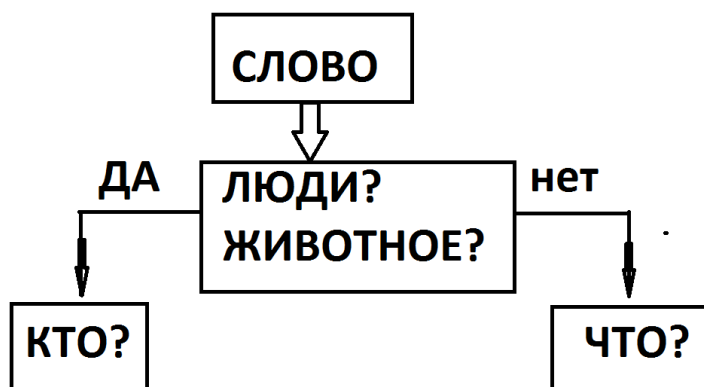 СЛОВО
ДА
ЛЮДИ?
ЖИВОТНОЕ?
нет
КТО?
ЧТО?